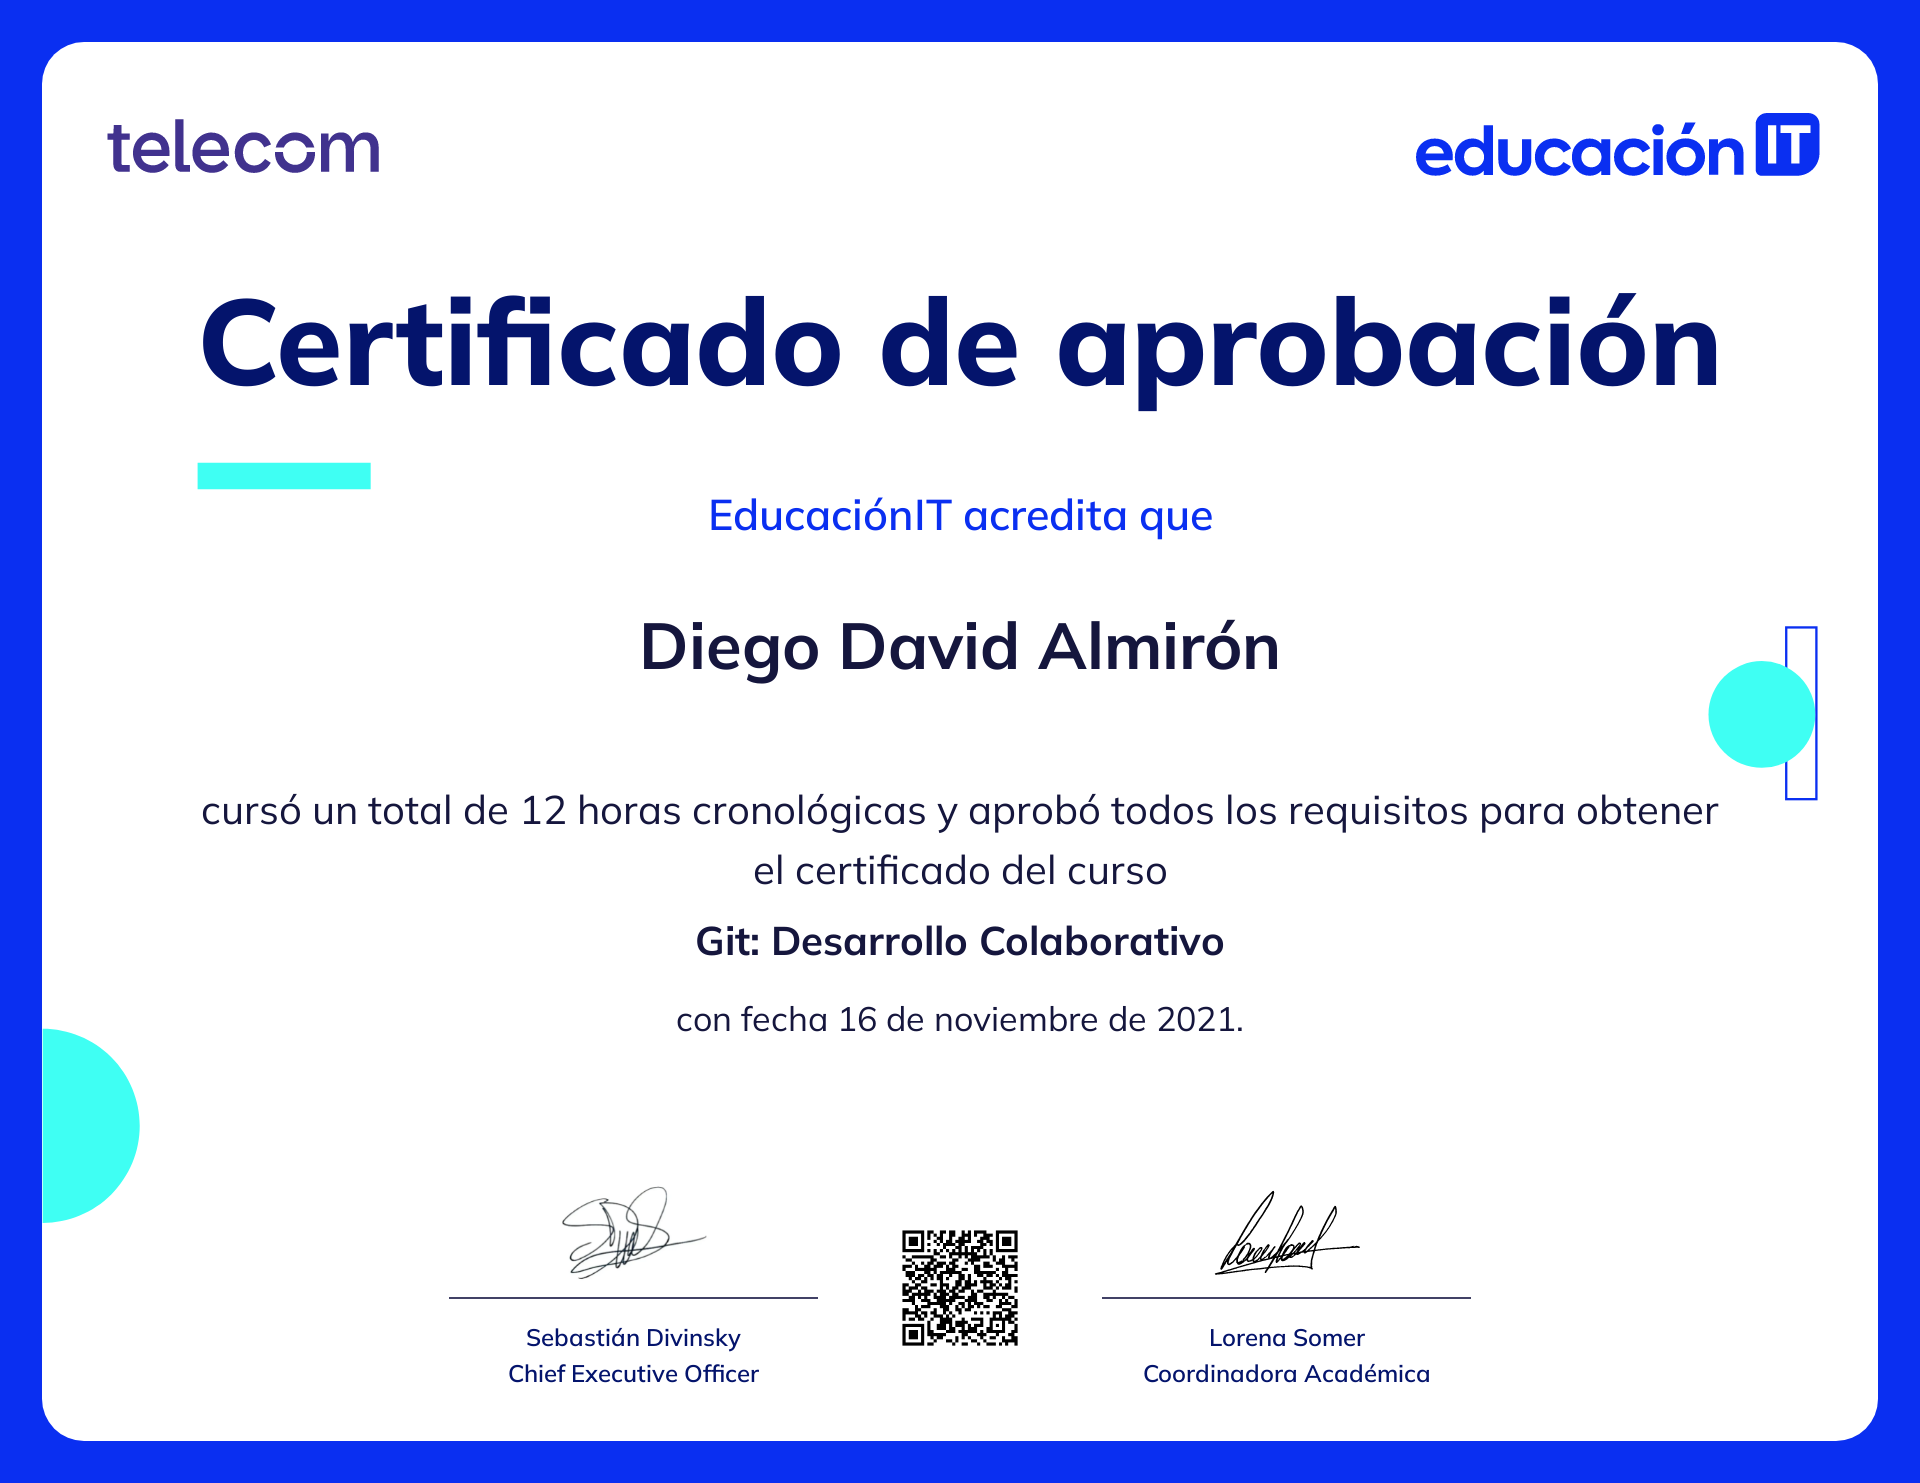 telecom
educaciónIT
Certificado de aprobación
EducaciónIT acredita que
Diego David Almirón
cursó un total de 12 horas cronológicas y aprobó todos los requisitos para obtener
el certificado del curso
Git: Desarrollo Colaborativo
con fecha 16 de noviembre de 2021.
Sebastián Divinsky
Chief Executive Officer
Lorena Somer
Coordinadora Académica